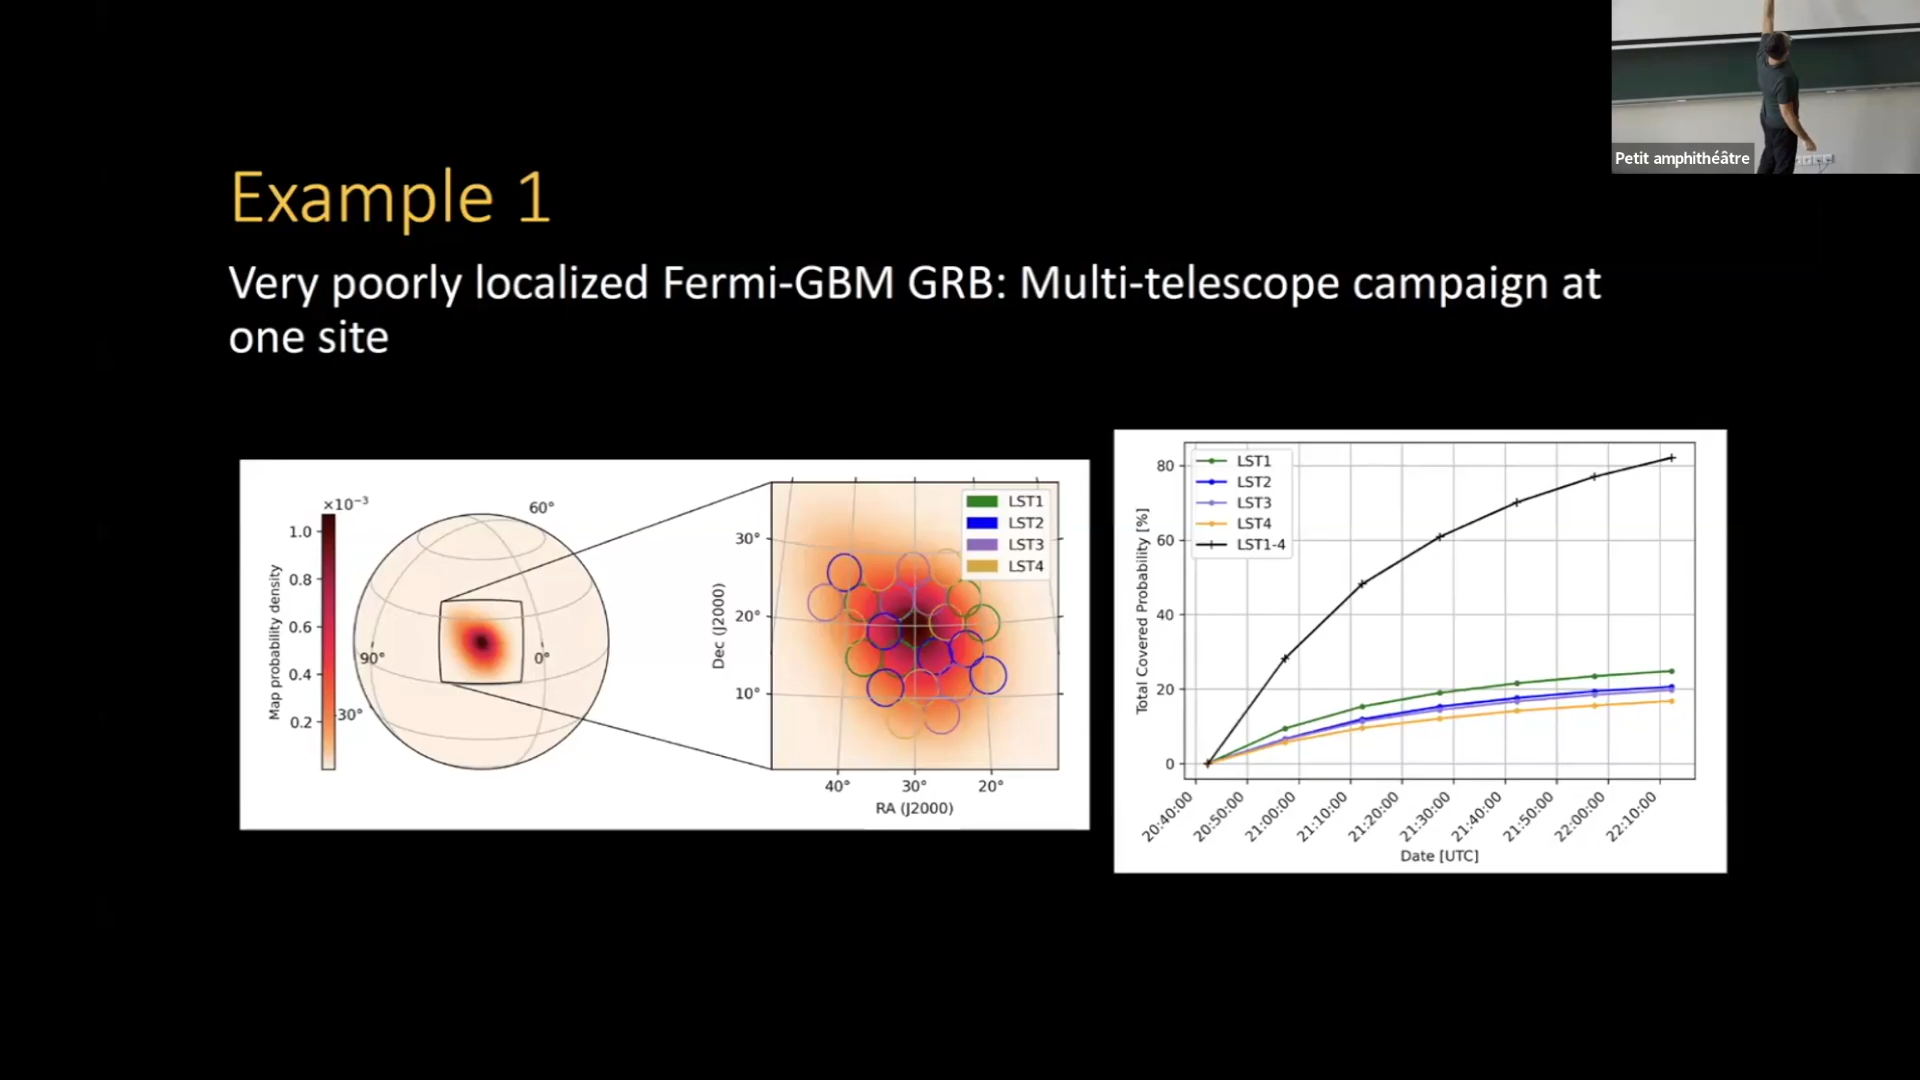 Petit amphithéâtre
Example 1
Very poorly localized Fermi-GBM GRB: Multi-telescope campaign at
one site
×10⁻³
1.0
0.8
0.6
0.4
0.2
Map probability density
60°
90°
0°
-30°
LST1
LST2
LST3
LST4
30°
20°
10°
Dec (J2000)
40°
30°
20°
RA (J2000)
LST1
LST2
LST3
LST4
LST1-4
80
60
40
20
0
Total Covered Probability [%]
20:40:00
20:50:00
21:00:00
21:10:00
21:20:00
21:30:00
21:40:00
21:50:00
22:00:00
22:10:00
Date [UTC]